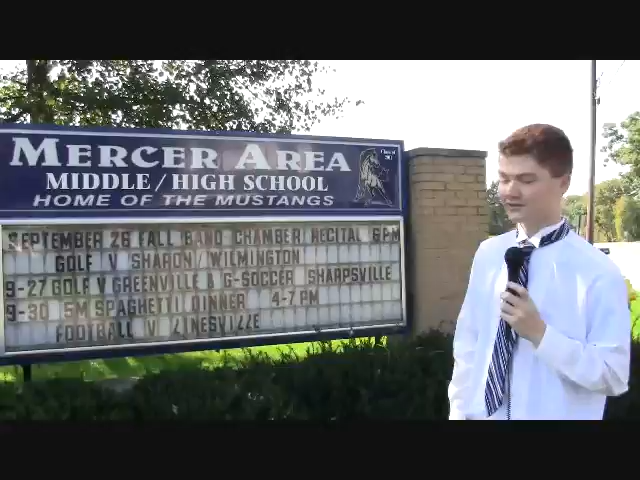 MERCER AREA
MIDDLE / HIGH SCHOOL
HOME OF THE MUSTANGS
SEPTEMBER 26 FALL BAND CHAMBER RECITAL 6PM
GOLF V SHARON / WILMINGTON
9-27 GOLF V GREENVILLE & G-SOCCER SHARPSVILLE
9-30 5M SPAGHETTI DINNER 4-7 PM
FOOTBALL V LINESVILLE